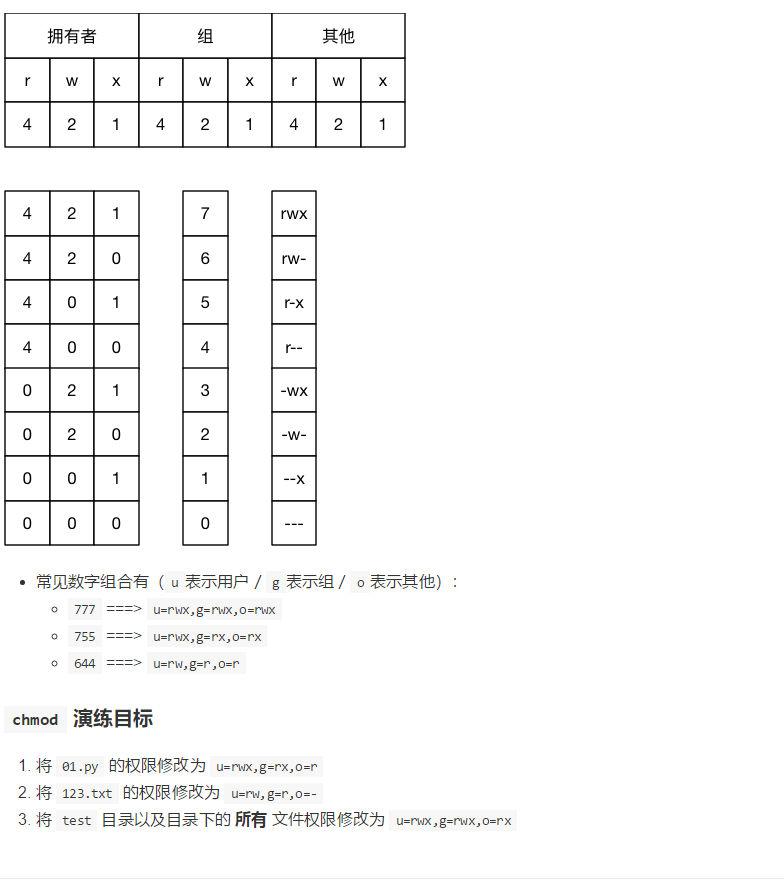 拥有者 组 其他
r w x r w x r w x
4 2 1 4 2 1 4 2 1
4 2 1 7 rwx
4 2 0 6 rw-
4 0 1 5 r-x
4 0 0 4 r--
0 2 1 3 -wx
0 2 0 2 -w-
0 0 1 1 --x
0 0 0 0 ---
• 常见数字组合有（ u 表示用户 / g 表示组 / o 表示其他）：
○ 777 ===> u=rwx,g=rwx,o=rwx
○ 755 ===> u=rwx,g=rx,o=rx
○ 644 ===> u=rw,g=r,o=r
chmod 演练目标
1. 将 01.py 的权限修改为 u=rwx,g=rx,o=r
2. 将 123.txt 的权限修改为 u=rw,g=r,o=-
3. 将 test 目录以及目录下的 所有 文件权限修改为 u=rwx,g=rwx,o=rx